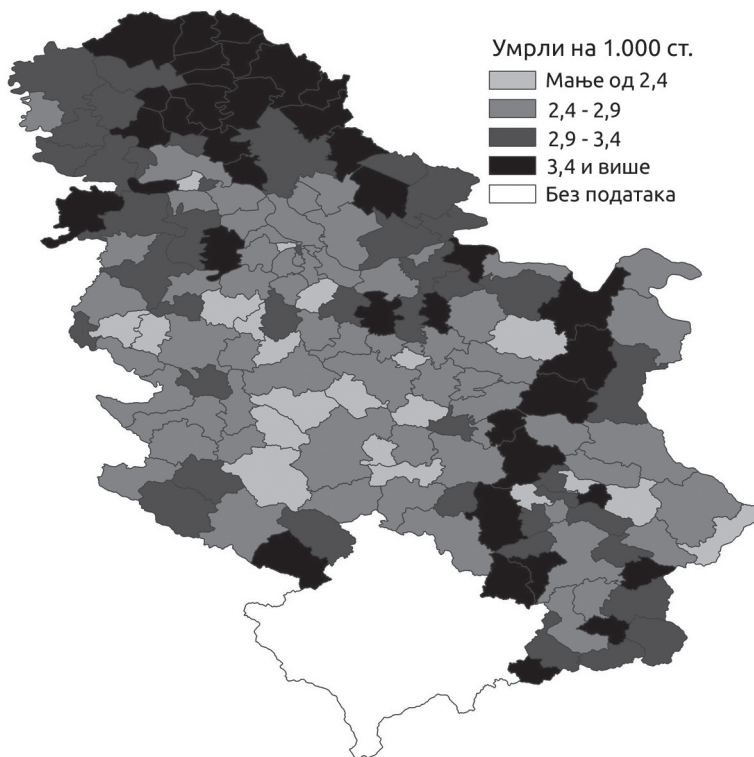 Умрли на 1.000 ст.
Мање од 2,4
2,4 - 2,9
2,9 - 3,4
3,4 и више
Без података